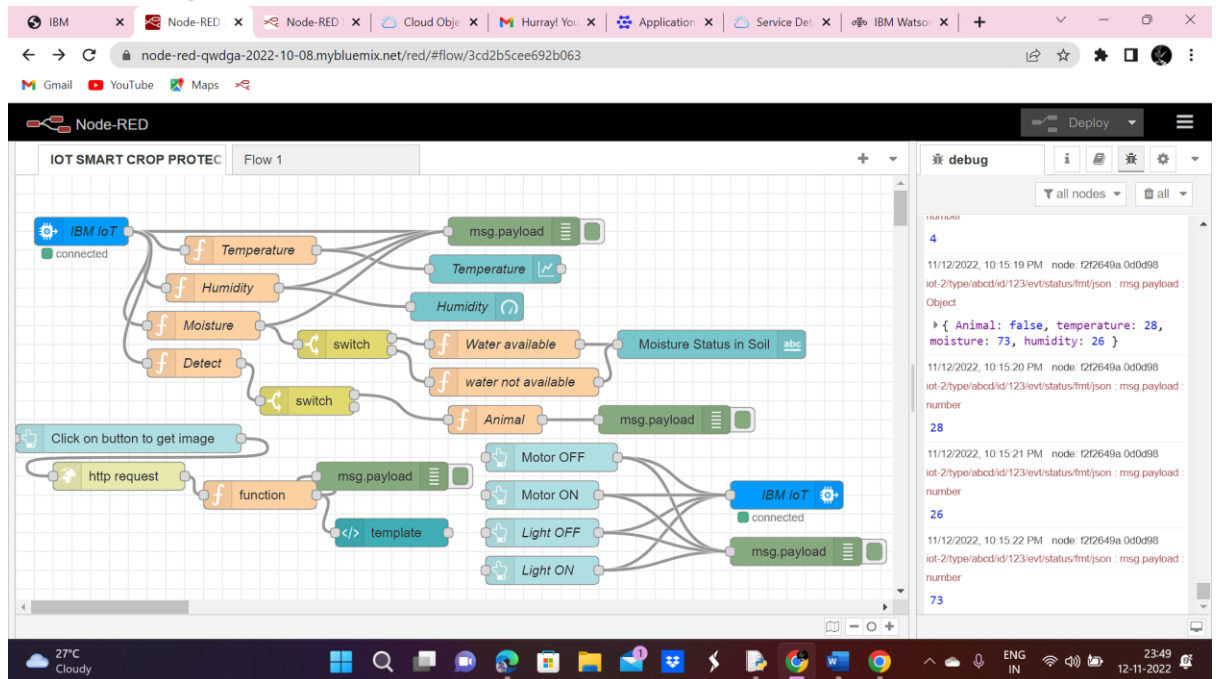 IBM
Node-RED :
Node-RED
Cloud Obje
Hurray! You
Application
Service Det
IBM Watso
node-red-qwdga-2022-10-08.mybluemix.net/red/#flow/3cd2b5cee692b063
Gmail YouTube Maps
Node-RED
Deploy
IOT SMART CROP PROTEC
Flow 1
debug
all nodes
all
IBM IoT
connected
Temperature
Humidity
Moisture
Detect
msg.payload
Temperature
Humidity
switch
Water available
water not available
Moisture Status in Soil
abc
switch
Animal
msg.payload
Click on button to get image
http request
function
msg.payload
template
Motor OFF
Motor ON
Light OFF
Light ON
IBM IoT
connected
msg.payload
number
4
11/12/2022, 10:15:19 PM node: f2f2649a.0d0d98
iot-2/type/abcd/id/123/evt/status/fmt/json : msg.payload :
Object
{ Animal: false, temperature: 28,
moisture: 73, humidity: 26 }
11/12/2022, 10:15:20 PM node: f2f2649a.0d0d98
iot-2/type/abcd/id/123/evt/status/fmt/json : msg.payload :
number
28
11/12/2022, 10:15:21 PM node: f2f2649a.0d0d98
iot-2/type/abcd/id/123/evt/status/fmt/json : msg.payload :
number
26
11/12/2022, 10:15:22 PM node: f2f2649a.0d0d98
iot-2/type/abcd/id/123/evt/status/fmt/json : msg.payload :
number
73
27°C
Cloudy
ENG
IN
23:49
12-11-2022